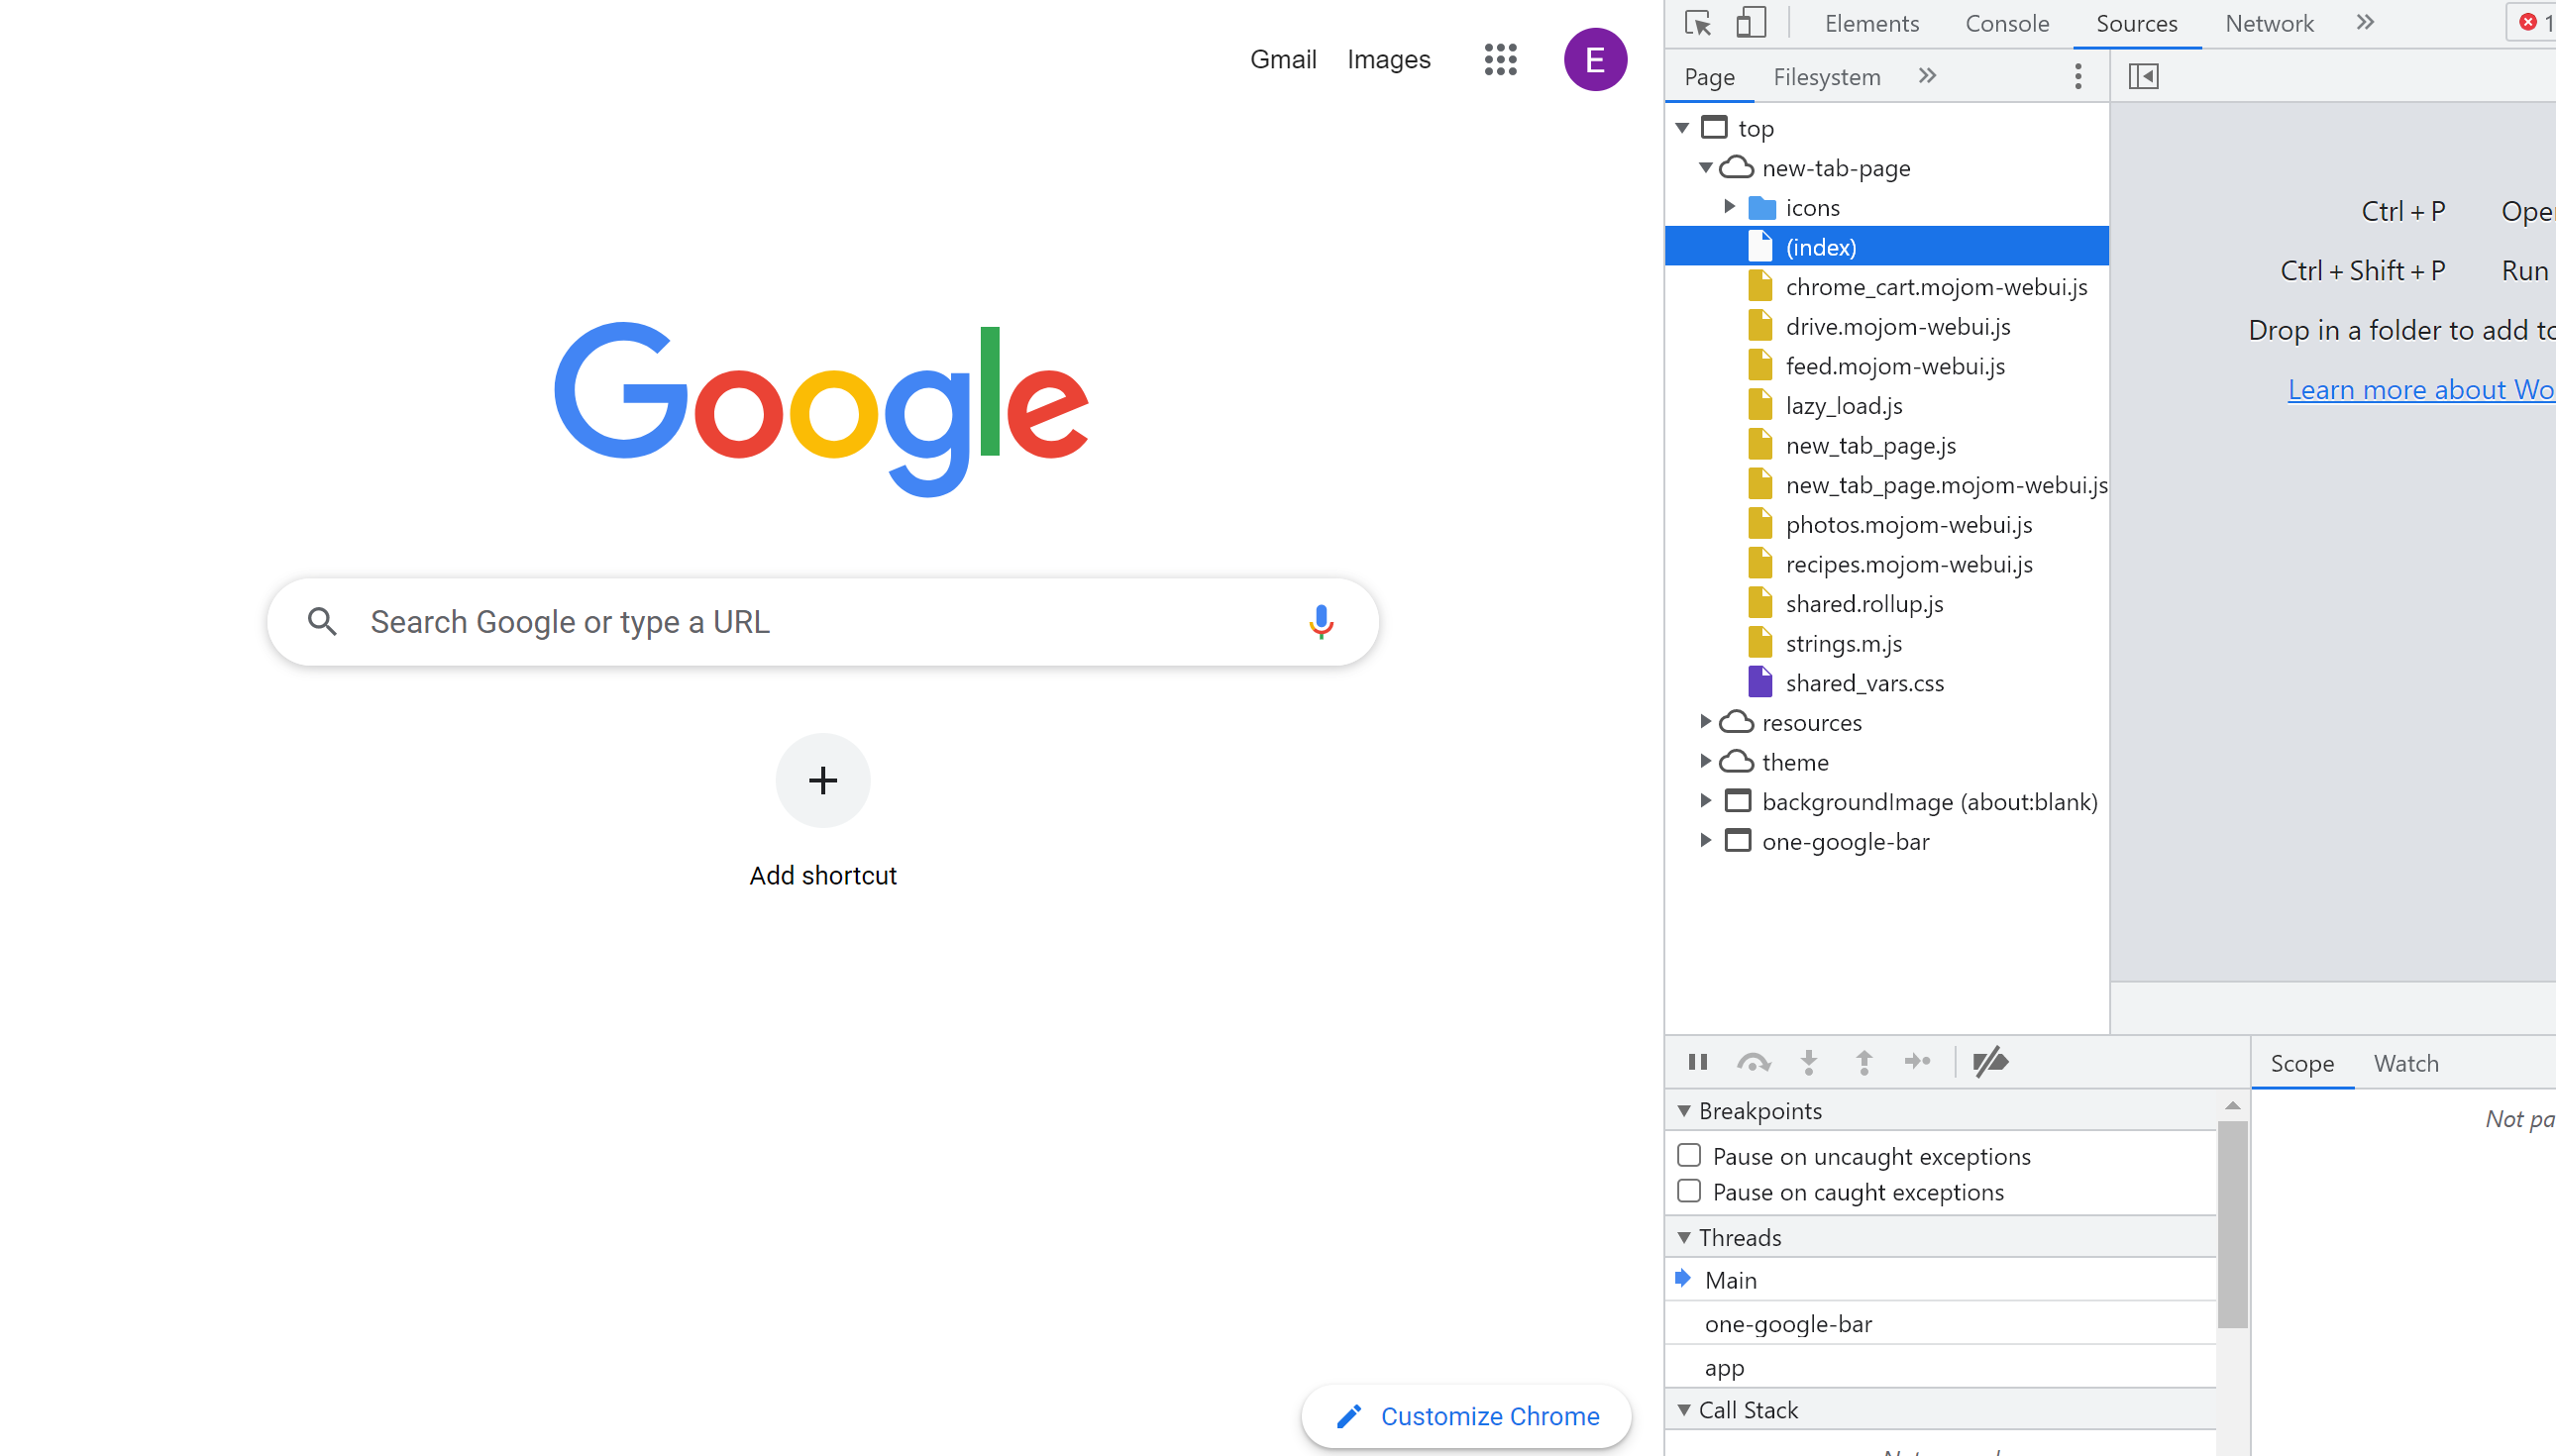 Gmail Images E
Google
Search Google or type a URL
Add shortcut
Customize Chrome
Elements Console Sources Network 1
Page Filesystem
top
new-tab-page
icons
(index)
chrome_cart.mojom-webui.js
drive.mojom-webui.js
feed.mojom-webui.js
lazy_load.js
new_tab_page.js
new_tab_page.mojom-webui.js
photos.mojom-webui.js
recipes.mojom-webui.js
shared.rollup.js
strings.m.js
shared_vars.css
resources
theme
backgroundImage (about:blank)
one-google-bar
Ctrl + P Ope
Ctrl + Shift + P Run
Drop in a folder to add to
Learn more about Wo
Breakpoints
Pause on uncaught exceptions
Pause on caught exceptions
Threads
Main
one-google-bar
app
Call Stack
Scope Watch
Not pa